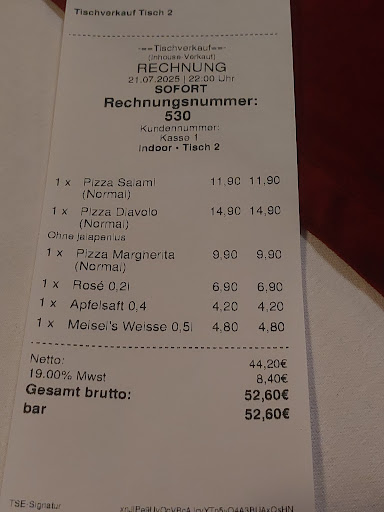 Tischverkauf Tisch 2
-==Tischverkauf==-
(Inhouse Verkauf)
RECHNUNG
21.07.2025 | 22:00 Uhr
SOFORT
Rechnungsnummer:
530
Kundennummer:
Kasse 1
Indoor - Tisch 2
1 x Pizza Salami 11,90 11,90
(Normal)
1 x Pizza Diavolo 14,90 14,90
(Normal)
Ohne Jalapenius
1 x Pizza Margherita 9,90 9,90
(Normal)
1 x Rosé 0,2l 6,90 6,90
1 x Apfelsaft 0,4 4,20 4,20
1 x Meisel's Weisse 0,5l 4,80 4,80
Netto: 44,20€
19.00% Mwst 8,40€
Gesamt brutto: 52,60€
bar 52,60€
TSE-Signatur